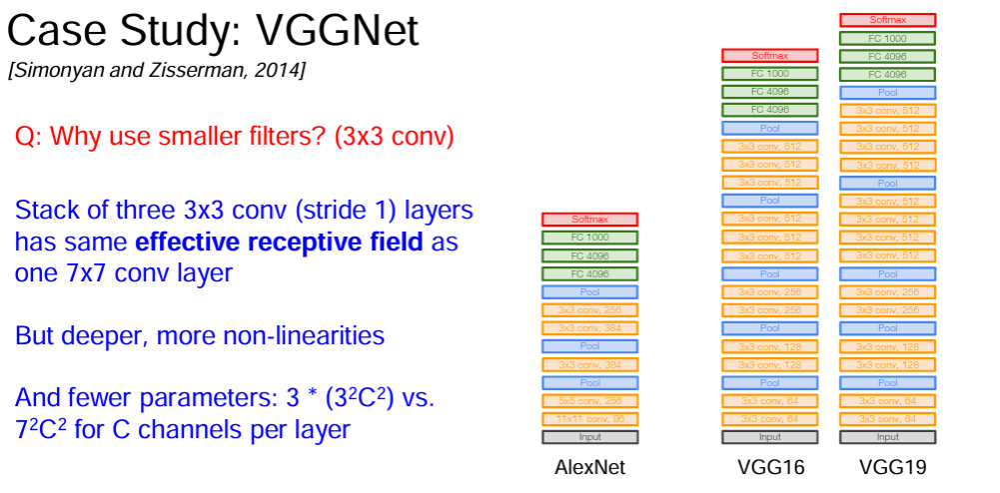 Case Study: VGGNet
[Simonyan and Zisserman, 2014]
Q: Why use smaller filters? (3x3 conv)
Stack of three 3x3 conv (stride 1) layers
has same effective receptive field as
one 7x7 conv layer
But deeper, more non-linearities
And fewer parameters: 3 * (3²C²) vs.
7²C² for C channels per layer
Softmax
FC 1000
FC 4096
FC 4096
Pool
3x3 conv, 256
3x3 conv, 384
Pool
3x3 conv, 384
Pool
5x5 conv, 256
11x11 conv, 96
Input
AlexNet
Softmax
FC 1000
FC 4096
FC 4096
Pool
3x3 conv, 512
3x3 conv, 512
3x3 conv, 512
Pool
3x3 conv, 512
3x3 conv, 512
3x3 conv, 512
Pool
3x3 conv, 256
3x3 conv, 256
Pool
3x3 conv, 128
3x3 conv, 128
Pool
3x3 conv, 64
3x3 conv, 64
Input
VGG16
Softmax
FC 1000
FC 4096
FC 4096
Pool
3x3 conv, 512
3x3 conv, 512
3x3 conv, 512
3x3 conv, 512
Pool
3x3 conv, 512
3x3 conv, 512
3x3 conv, 512
3x3 conv, 512
Pool
3x3 conv, 256
3x3 conv, 256
Pool
3x3 conv, 128
3x3 conv, 128
Pool
3x3 conv, 64
3x3 conv, 64
Input
VGG19